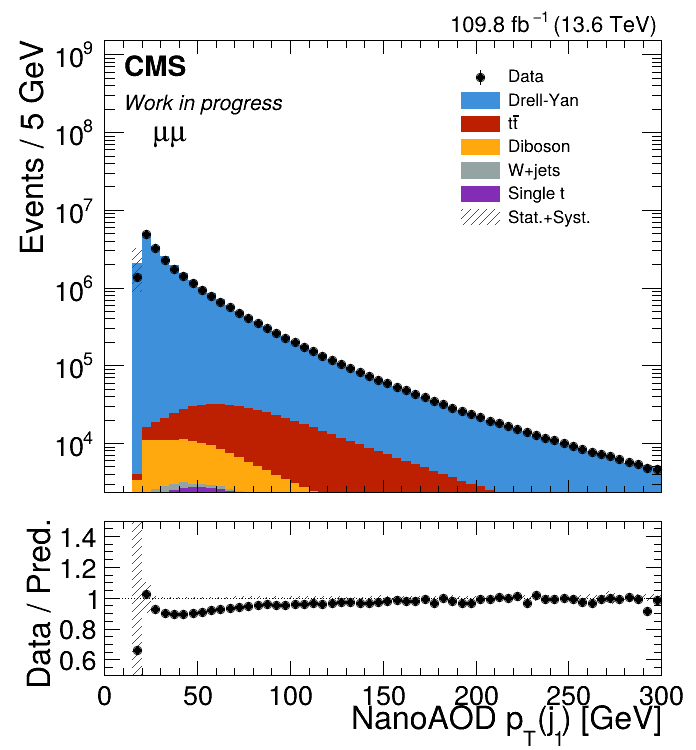 109.8 fb⁻¹ (13.6 TeV)
CMS
Work in progress
μμ
Data
Drell-Yan
tt̄
Diboson
W+jets
Single t
Stat.+Syst.
Events / 5 GeV
10⁹
10⁸
10⁷
10⁶
10⁵
10⁴
Data / Pred.
1.4
1.2
1
0.8
0.6
0 50 100 150 200 250 300
NanoAOD p_T(j_1) [GeV]